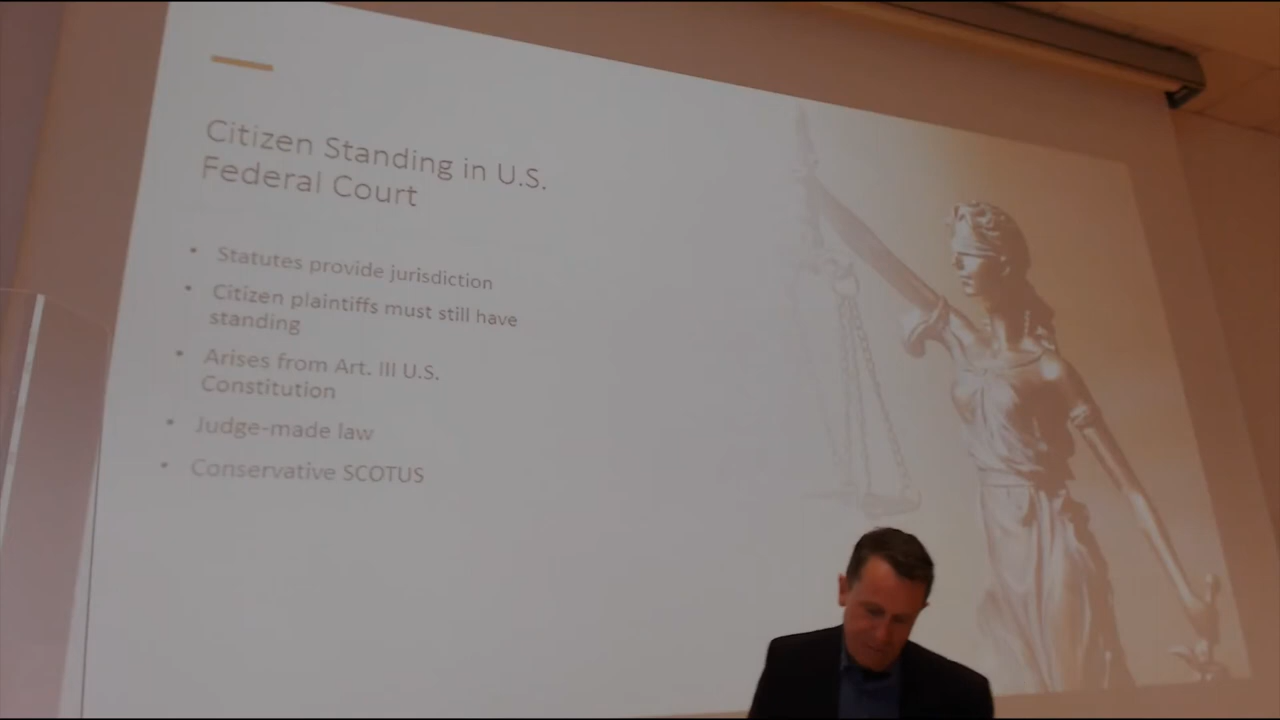 Citizen Standing in U.S.
Federal Court
• Statutes provide jurisdiction
• Citizen plaintiffs must still have
standing
• Arises from Art. III U.S.
Constitution
• Judge-made law
• Conservative SCOTUS